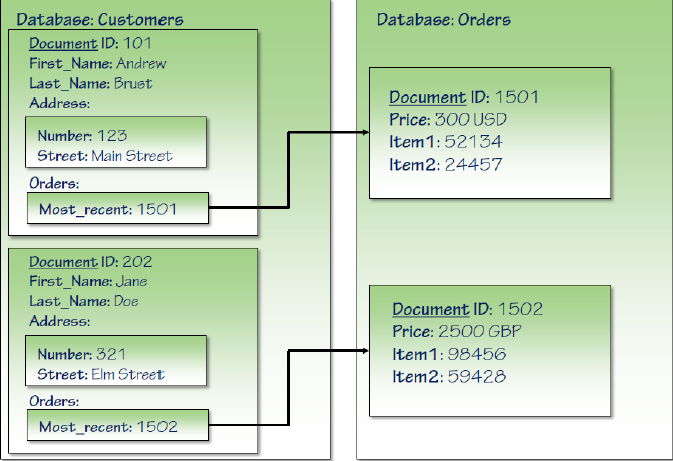 Database: Customers
Document ID: 101
First_Name: Andrew
Last_Name: Brust
Address:
Number: 123
Street: Main Street
Orders:
Most_recent: 1501
Document ID: 202
First_Name: Jane
Last_Name: Doe
Address:
Number: 321
Street: Elm Street
Orders:
Most_recent: 1502
Database: Orders
Document ID: 1501
Price: 300 USD
Item1: 52134
Item2: 24457
Document ID: 1502
Price: 2500 GBP
Item1: 98456
Item2: 59428